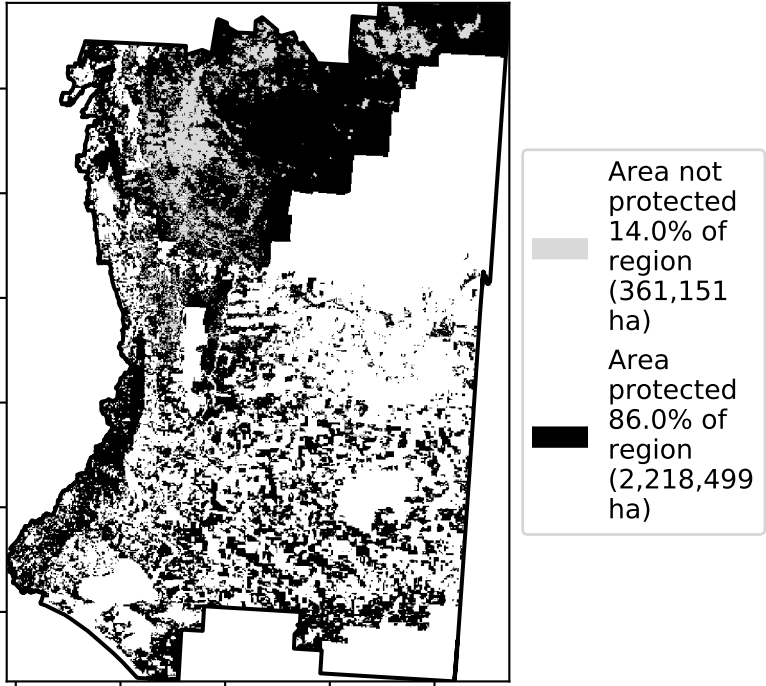 Area not
protected
14.0% of
region
(361,151
ha)
Area
protected
86.0% of
region
(2,218,499
ha)